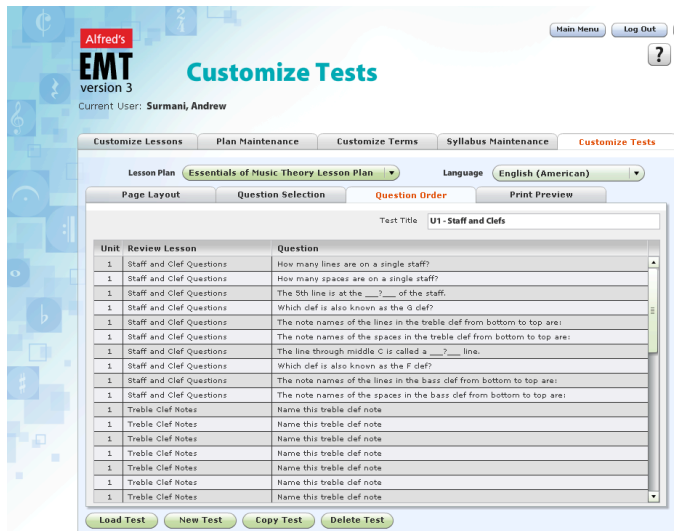 Main Menu Log Out
?
Alfred's
EMT
version 3
Customize Tests
Current User: Surmani, Andrew
Customize Lessons Plan Maintenance Customize Terms Syllabus Maintenance Customize Tests
Lesson Plan Essentials of Music Theory Lesson Plan Language English (American)
Page Layout Question Selection Question Order Print Preview
Test Title U1 - Staff and Clefs
Unit Review Lesson Question
1 Staff and Clef Questions How many lines are on a single staff?
1 Staff and Clef Questions How many spaces are on a single staff?
1 Staff and Clef Questions The 5th line is at the ___?___ of the staff.
1 Staff and Clef Questions Which clef is also known as the G clef?
1 Staff and Clef Questions The note names of the lines in the treble clef from bottom to top are:
1 Staff and Clef Questions The note names of the spaces in the treble clef from bottom to top are:
1 Staff and Clef Questions The line through middle C is called a ___?___ line.
1 Staff and Clef Questions Which clef is also known as the F clef?
1 Staff and Clef Questions The note names of the lines in the bass clef from bottom to top are:
1 Staff and Clef Questions The note names of the spaces in the bass clef from bottom to top are:
1 Treble Clef Notes Name this treble clef note
1 Treble Clef Notes Name this treble clef note
1 Treble Clef Notes Name this treble clef note
1 Treble Clef Notes Name this treble clef note
1 Treble Clef Notes Name this treble clef note
1 Treble Clef Notes Name this treble clef note
1 Treble Clef Notes Name this treble clef note
Load Test New Test Copy Test Delete Test